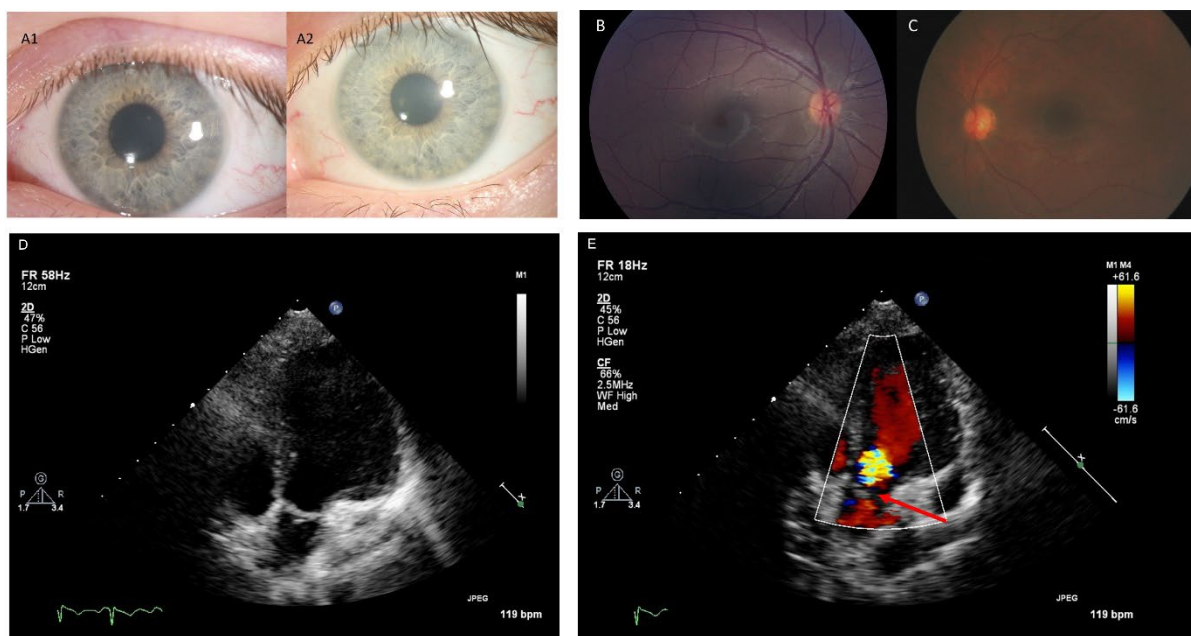 A1
A2
B
C
D
FR 58Hz
12cm
2D
47%
C 56
P Low
HGen
M1
P
G
P R
1.7 3.4
X
JPEG
119 bpm
E
FR 18Hz
12cm
2D
45%
C 56
P Low
HGen
CF
66%
2.5MHz
WF High
Med
M1 M4
+61.6
-61.6
cm/s
P
G
P R
1.7 3.4
X
JPEG
119 bpm